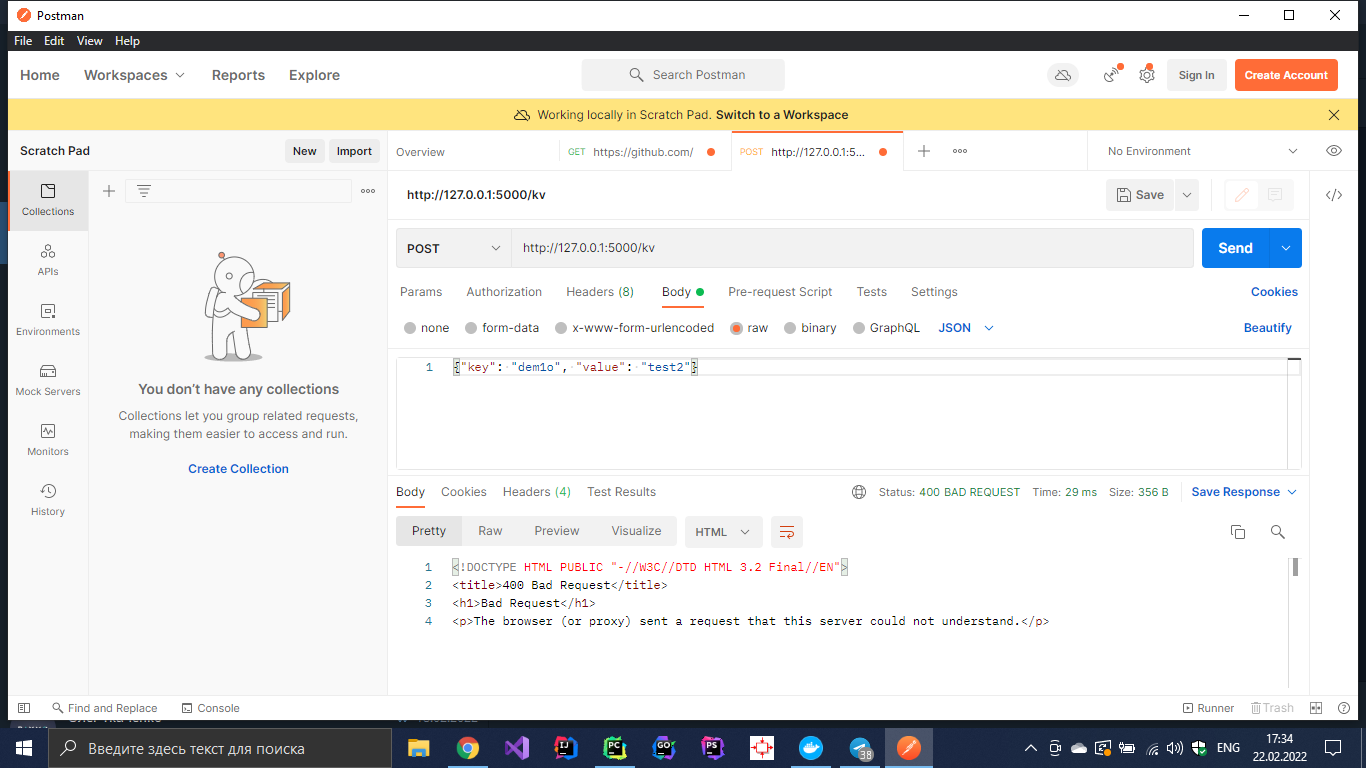 Postman
File Edit View Help
Home Workspaces Reports Explore Search Postman Sign In Create Account
Working locally in Scratch Pad. Switch to a Workspace
Scratch Pad New Import
Overview GET https://github.com/ POST http://127.0.0.1:5... No Environment
Collections
APIs
Environments
Mock Servers
Monitors
History
You don't have any collections
Collections let you group related requests,
making them easier to access and run.
Create Collection
http://127.0.0.1:5000/kv Save
POST http://127.0.0.1:5000/kv Send
Params Authorization Headers (8) Body Pre-request Script Tests Settings Cookies
none form-data x-www-form-urlencoded raw binary GraphQL JSON Beautify
1 {"key": "dem1o", "value": "test2"}
Body Cookies Headers (4) Test Results Status: 400 BAD REQUEST Time: 29 ms Size: 356 B Save Response
Pretty Raw Preview Visualize HTML
1 <!DOCTYPE HTML PUBLIC "-//W3C//DTD HTML 3.2 Final//EN">
2 <title>400 Bad Request</title>
3 <h1>Bad Request</h1>
4 <p>The browser (or proxy) sent a request that this server could not understand.</p>
Find and Replace Console Runner Trash
Введите здесь текст для поиска
IJ PC GO PS 38
ENG
17:34
22.02.2022